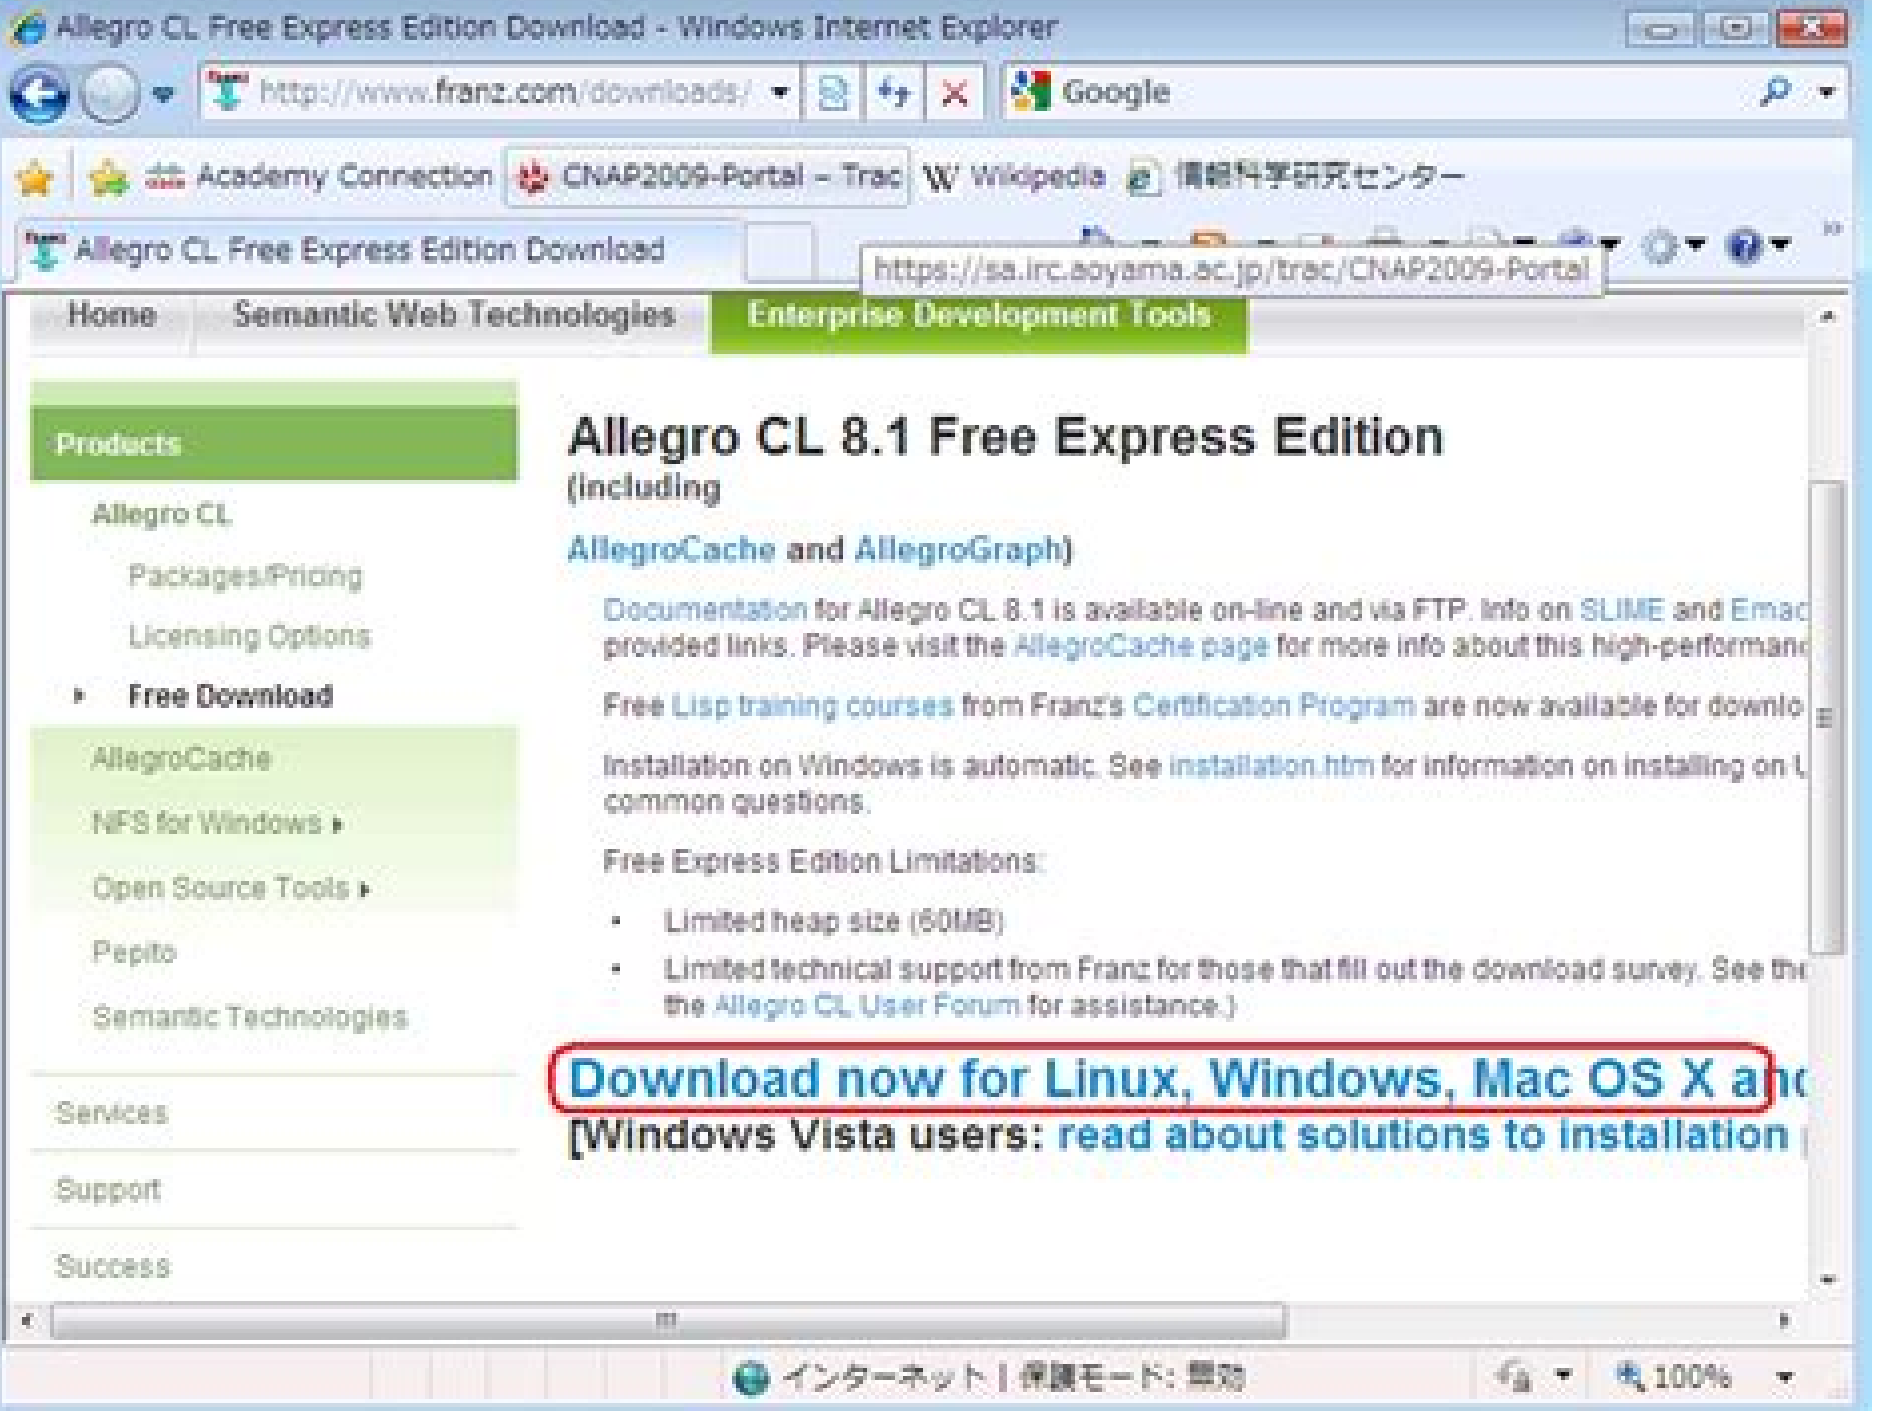 Allegro CL Free Express Edition Download - Windows Internet Explorer
http://www.franz.com/downloads/
Google
Academy Connection
CNAP2009-Portal – Trac
W Wikipedia
情報科学研究センター
Allegro CL Free Express Edition Download
https://sa.irc.aoyama.ac.jp/trac/CNAP2009-Portal
Home
Semantic Web Technologies
Enterprise Development Tools
Products
Allegro CL
Packages/Pricing
Licensing Options
Free Download
AllegroCache
NFS for Windows
Open Source Tools
Pepito
Semantic Technologies
Services
Support
Success
Allegro CL 8.1 Free Express Edition
(including
AllegroCache and AllegroGraph)
Documentation for Allegro CL 8.1 is available on-line and via FTP. Info on SLIME and Emac
provided links. Please visit the AllegroCache page for more info about this high-performanc
Free Lisp training courses from Franz's Certification Program are now available for downlo
Installation on Windows is automatic. See installation.htm for information on installing on U
common questions.
Free Express Edition Limitations:
• Limited heap size (60MB)
• Limited technical support from Franz for those that fill out the download survey. See the
the Allegro CL User Forum for assistance.)
Download now for Linux, Windows, Mac OS X and
[Windows Vista users: read about solutions to installation
インターネット | 保護モード: 無効
100%